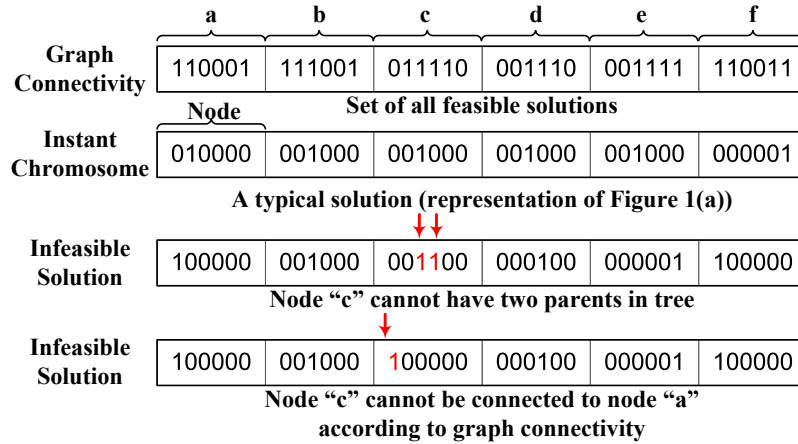 a b c d e f
Graph Connectivity 110001 111001 011110 001110 001111 110011
Node Set of all feasible solutions
Instant Chromosome 010000 001000 001000 001000 001000 000001
A typical solution (representation of Figure 1(a))
Infeasible Solution 100000 001000 001100 000100 000001 100000
Node “c” cannot have two parents in tree
Infeasible Solution 100000 001000 100000 000100 000001 100000
Node “c” cannot be connected to node “a”
according to graph connectivity